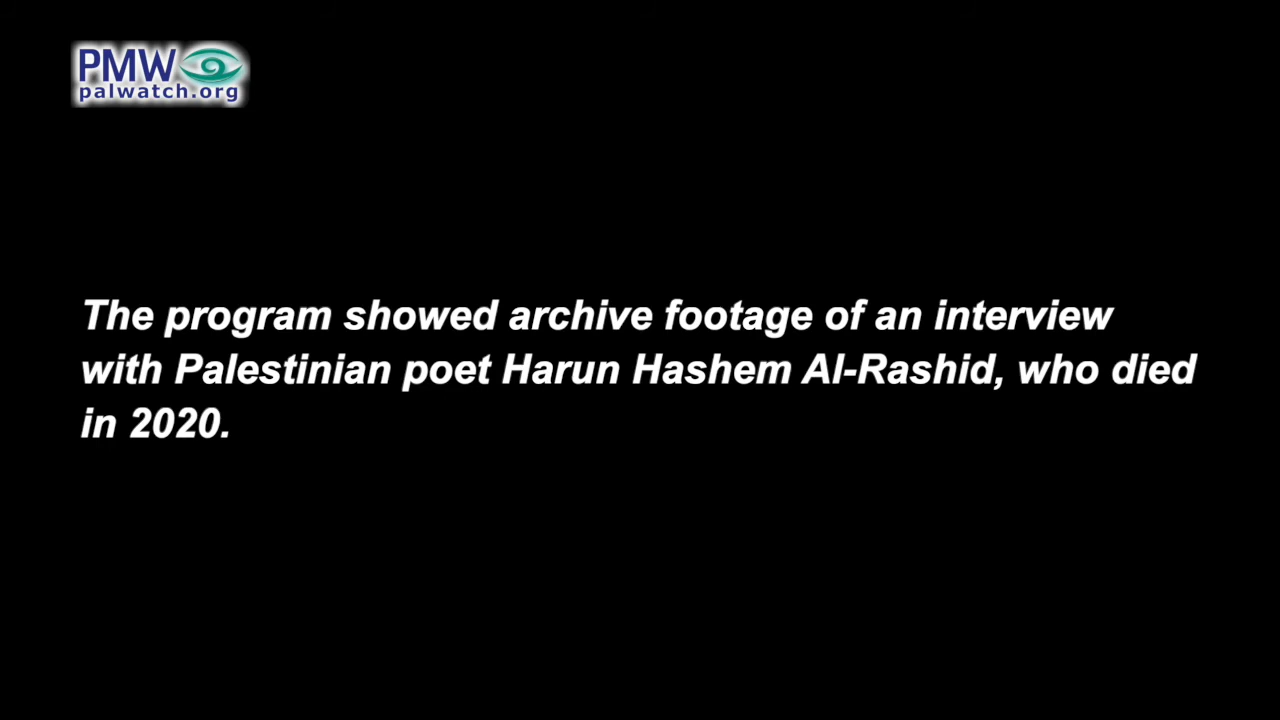 PMW
palwatch.org
The program showed archive footage of an interview
with Palestinian poet Harun Hashem Al-Rashid, who died
in 2020.